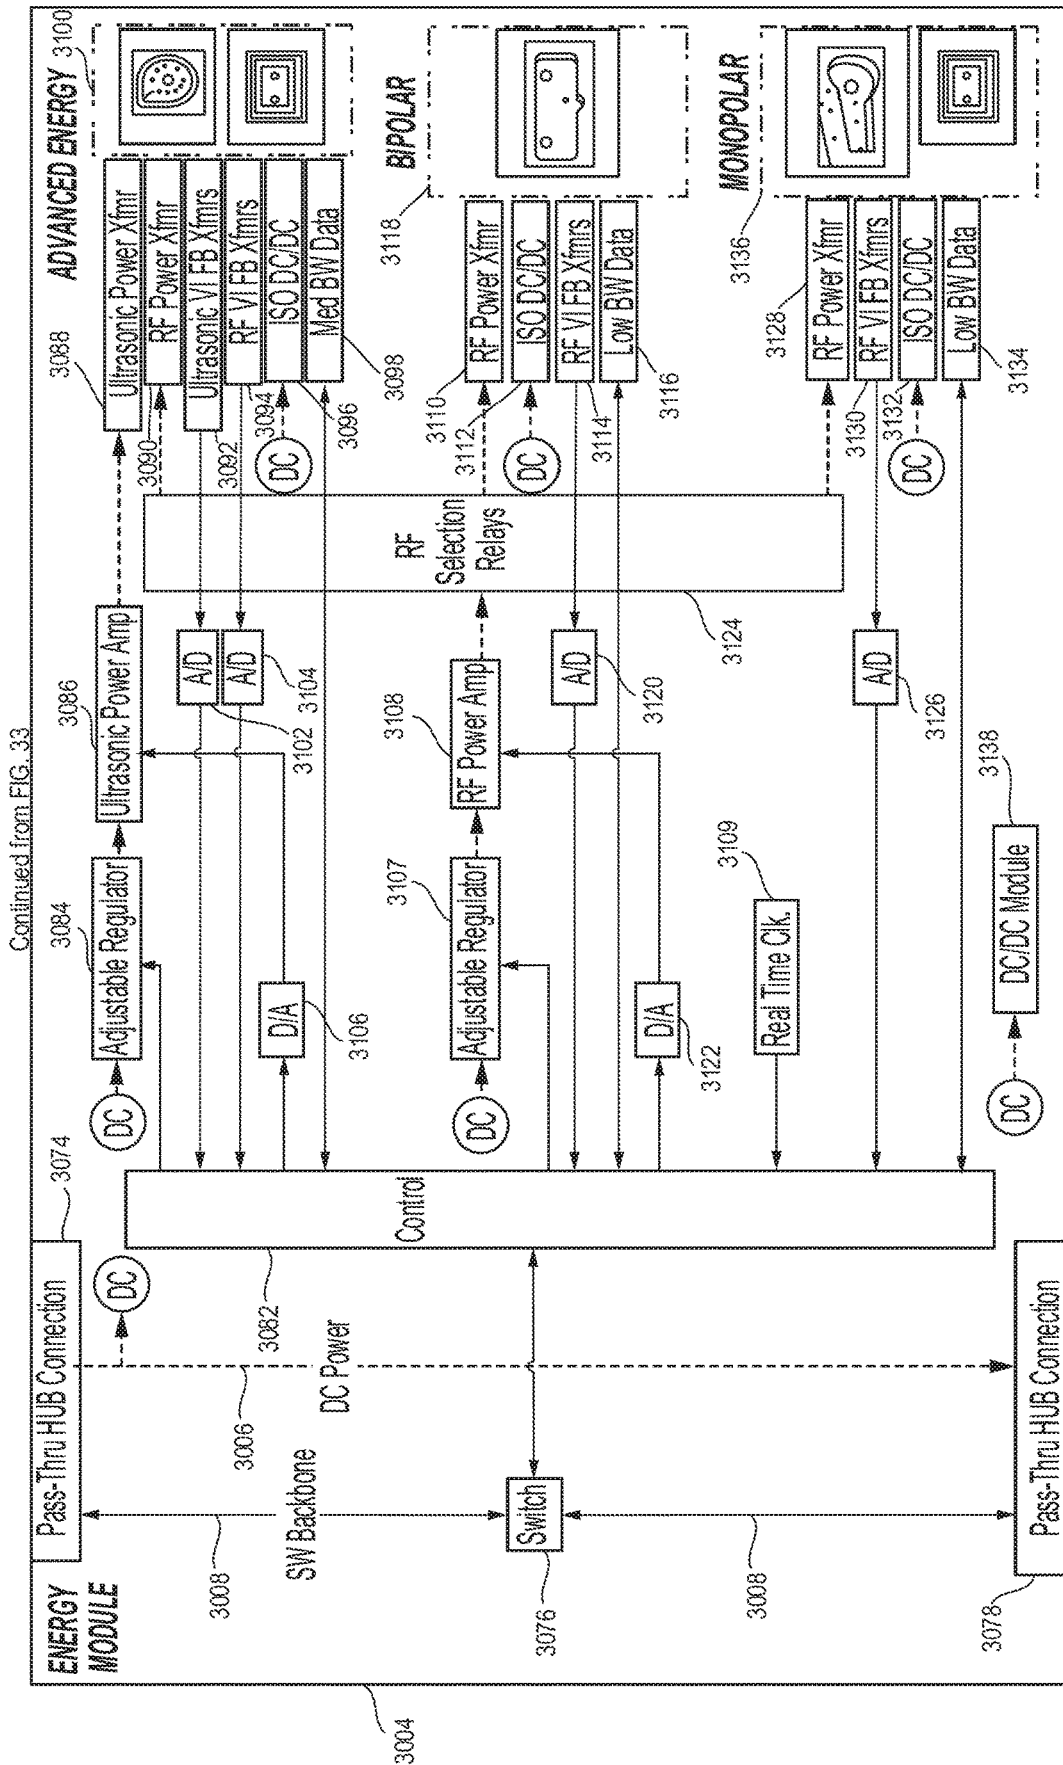 Continued from FIG. 33
ENERGY
MODULE
3004
Pass-Thru HUB Connection
3074
3008
SW Backbone
3006
DC Power
DC
Switch
3076
3008
Pass-Thru HUB Connection
3078
Control
3082
DC
Adjustable Regulator
3084
Ultrasonic Power Amp
3086
D/A
3106
A/D
3102
A/D
3104
DC
Adjustable Regulator
3107
RF Power Amp
3108
D/A
3122
A/D
3120
Real Time Clk.
3109
A/D
3126
DC
DC/DC Module
3138
RF
Selection
Relays
3124
ADVANCED ENERGY
3100
Ultrasonic Power Xfmr
3088
RF Power Xfmr
3090
Ultrasonic VI FB Xfmrs
3092
RF VI FB Xfmrs
3094
ISO DC/DC
3096
DC
Med BW Data
3098
BIPOLAR
3118
RF Power Xfmr
3110
ISO DC/DC
3112
DC
RF VI FB Xfmrs
3114
Low BW Data
3116
MONOPOLAR
3136
RF Power Xfmr
3128
RF VI FB Xfmrs
3130
ISO DC/DC
3132
DC
Low BW Data
3134